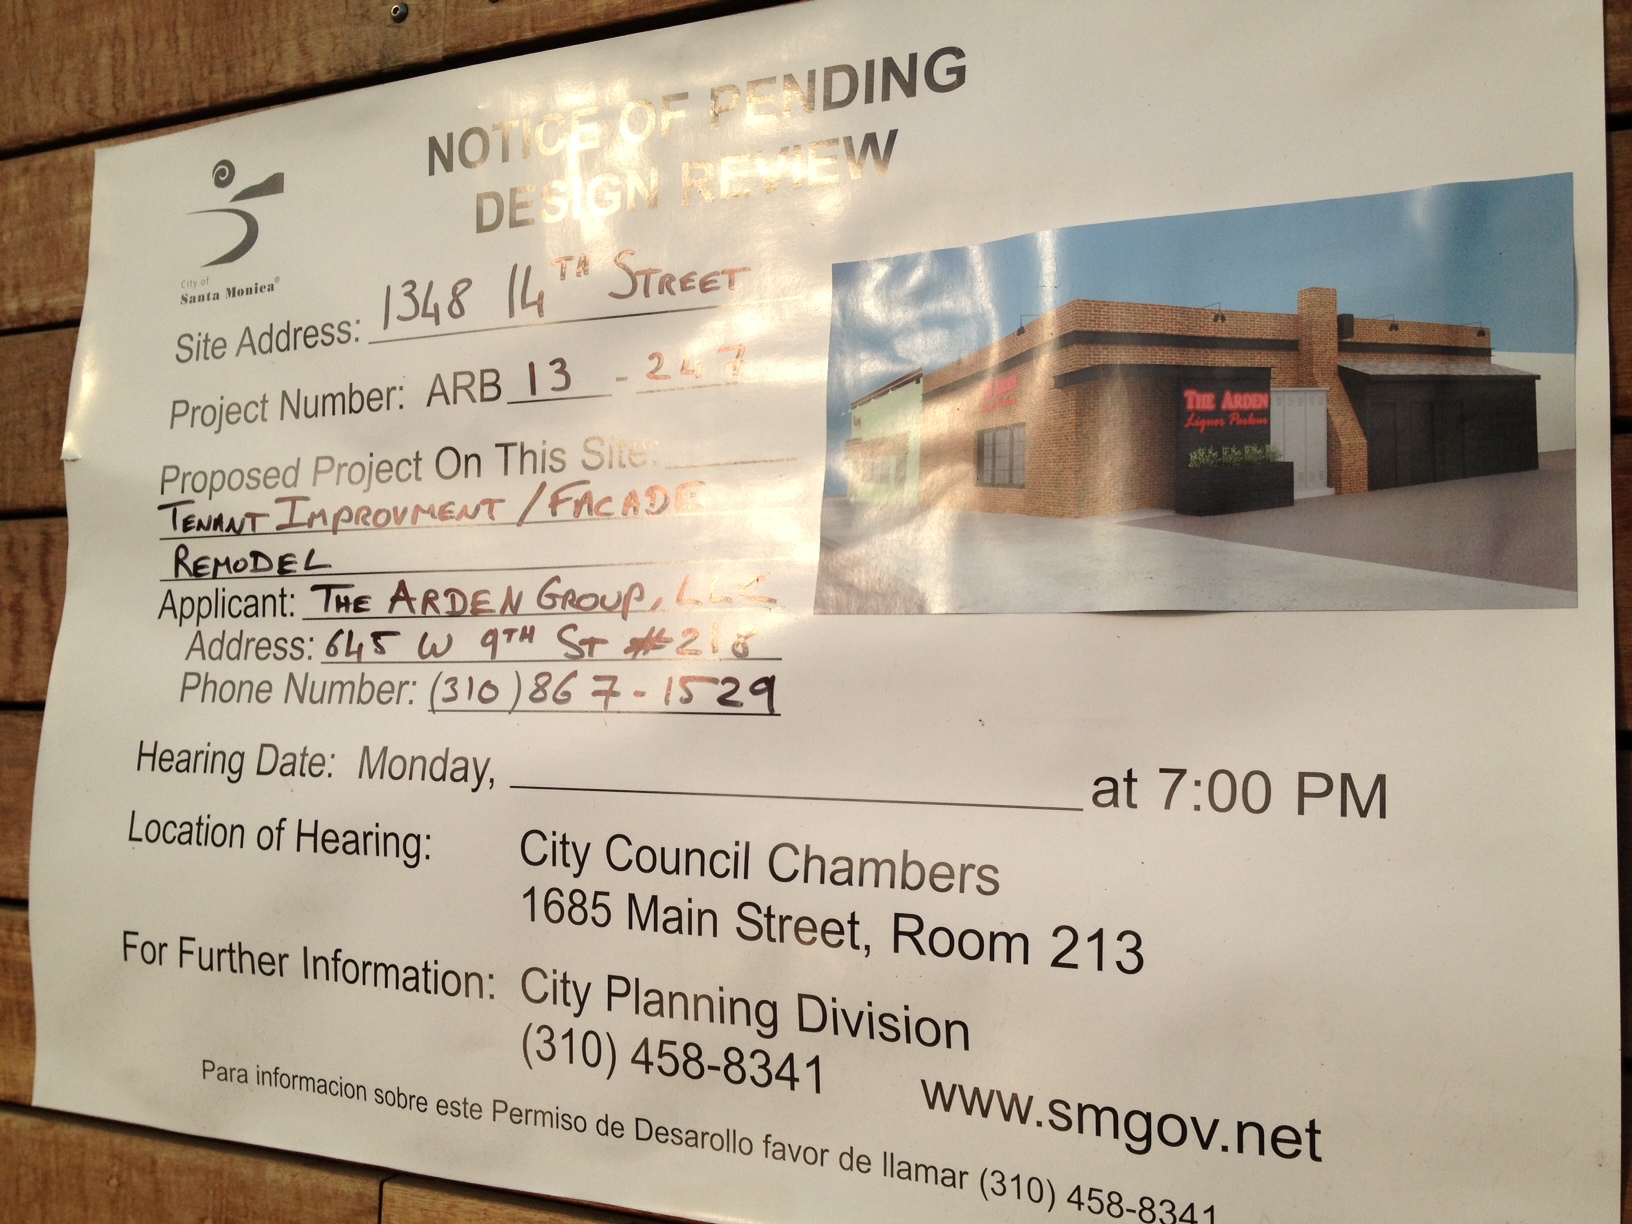 NOTICE OF PENDING
DESIGN REVIEW
City of
Santa Monica®
Site Address: 1348 14TH STREET
Project Number: ARB 13 - 247
Proposed Project On This Site:
TENANT IMPROVMENT / FACADE
REMODEL
Applicant: THE ARDEN GROUP, LLC
Address: 645 W 9TH ST #218
Phone Number: (310) 867-1529
THE ARDEN
Liquor Parlour
Hearing Date: Monday, at 7:00 PM
Location of Hearing: City Council Chambers
1685 Main Street, Room 213
For Further Information: City Planning Division
(310) 458-8341 www.smgov.net
Para informacion sobre este Permiso de Desarollo favor de llamar (310) 458-8341